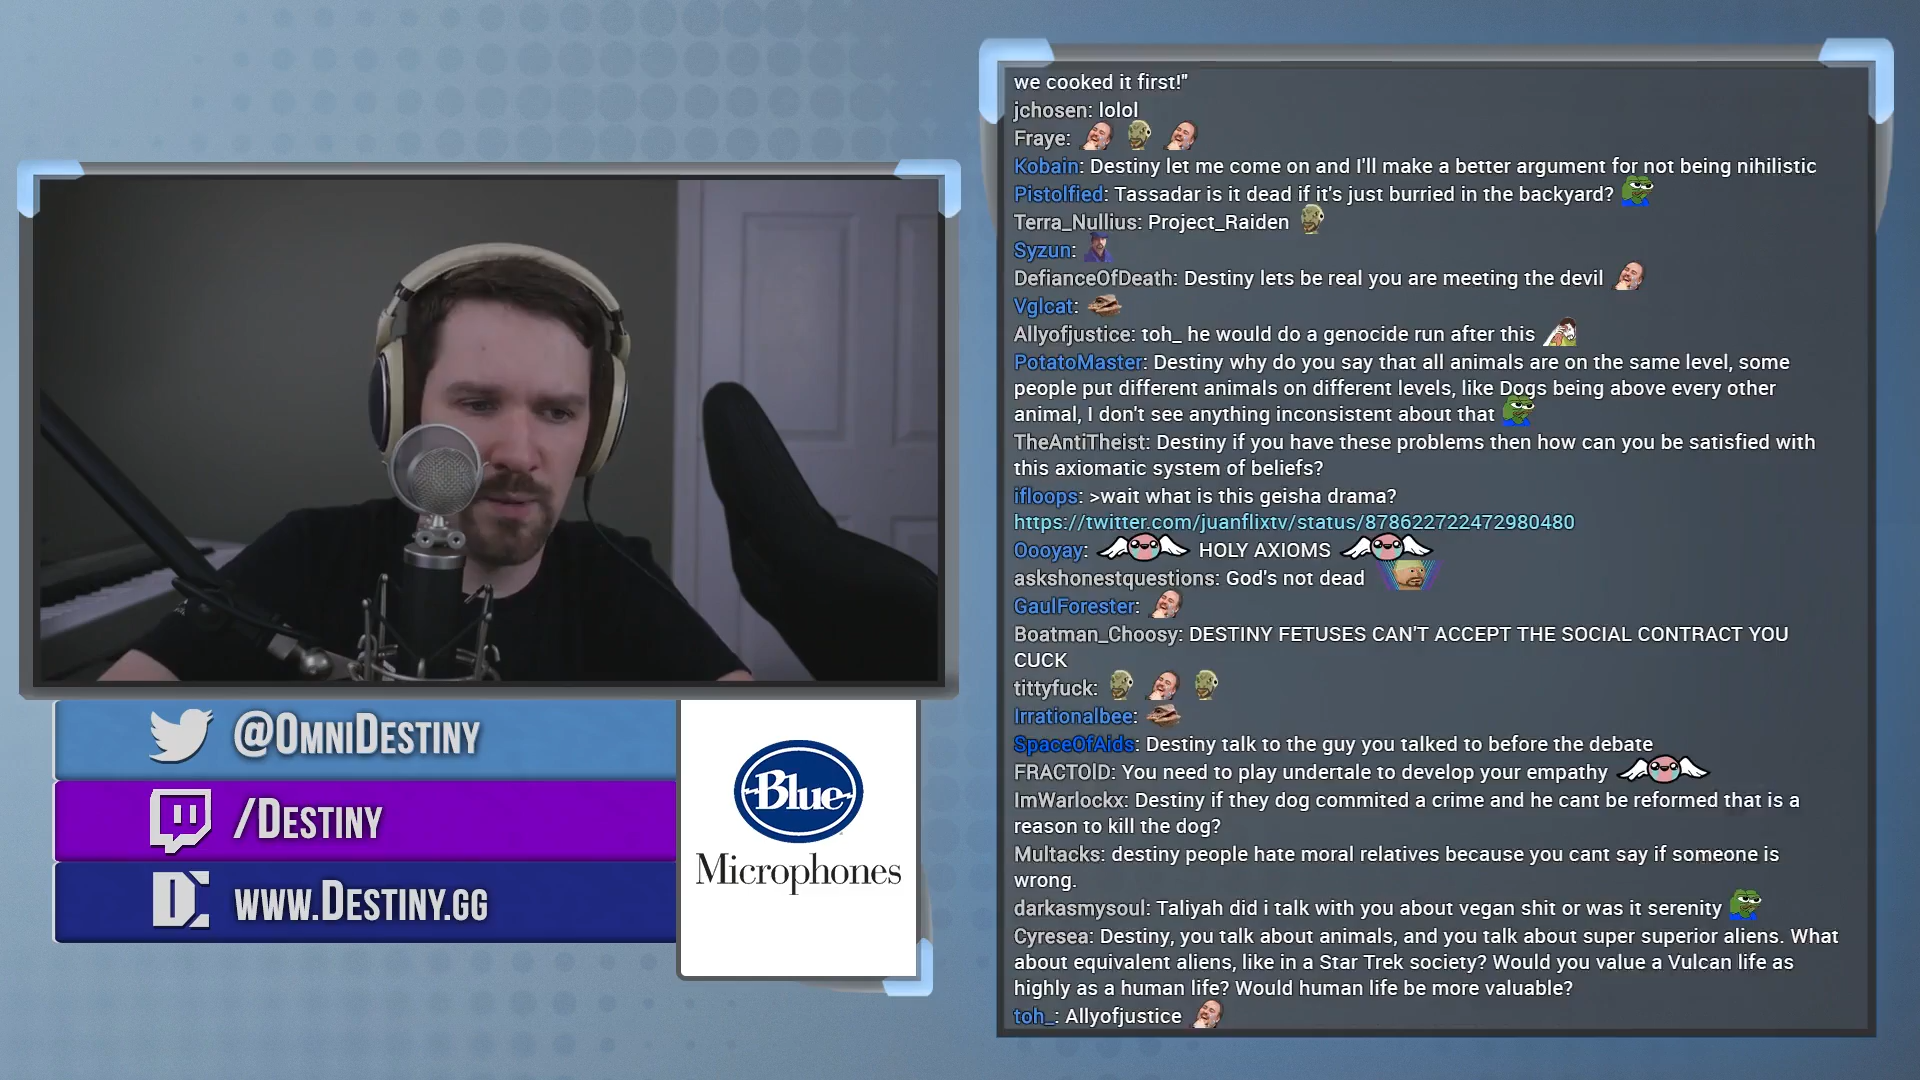 we cooked it first!"
jchosen: lolol
Fraye:
Kobain: Destiny let me come on and I'll make a better argument for not being nihilistic
Pistolfied: Tassadar is it dead if it's just burried in the backyard?
Terra_Nullius: Project_Raiden
Syzun:
DefianceOfDeath: Destiny lets be real you are meeting the devil
Vglcat:
Allyofjustice: toh_ he would do a genocide run after this
PotatoMaster: Destiny why do you say that all animals are on the same level, some
people put different animals on different levels, like Dogs being above every other
animal, I don't see anything inconsistent about that
TheAntiTheist: Destiny if you have these problems then how can you be satisfied with
this axiomatic system of beliefs?
ifloops: >wait what is this geisha drama?
https://twitter.com/juanflixtv/status/878622722472980480
Oooyay: HOLY AXIOMS
askshonestquestions: God's not dead
GaulForester:
Boatman_Choosy: DESTINY FETUSES CAN'T ACCEPT THE SOCIAL CONTRACT YOU
CUCK
tittyfuck:
Irrationalbee:
SpaceOfAids: Destiny talk to the guy you talked to before the debate
FRACTOlD: You need to play undertale to develop your empathy
ImWarlockx: Destiny if they dog commited a crime and he cant be reformed that is a
reason to kill the dog?
Multacks: destiny people hate moral relatives because you cant say if someone is
wrong.
darkasmysoul: Taliyah did i talk with you about vegan shit or was it serenity
Cyresea: Destiny, you talk about animals, and you talk about super superior aliens. What
about equivalent aliens, like in a Star Trek society? Would you value a Vulcan life as
highly as a human life? Would human life be more valuable?
toh_: Allyofjustice
@OmniDestiny
/Destiny
www.Destiny.gg
Blue
Microphones